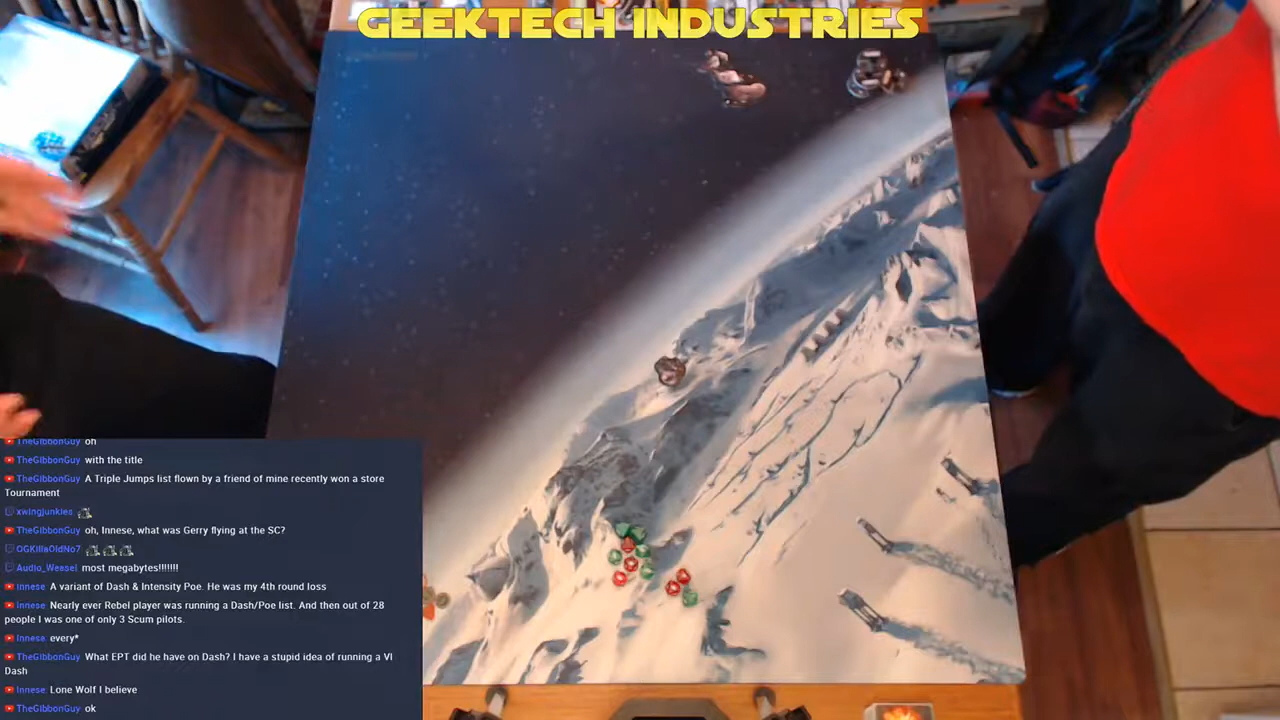 GEEKTECH INDUSTRIES
TheGibbonGuy oh
TheGibbonGuy with the title
TheGibbonGuy A Triple Jumps list flown by a friend of mine recently won a store
Tournament
xwingjunkies
TheGibbonGuy oh, Innese, what was Gerry flying at the SC?
OGKillaOldNo7
Audio_Weasel most megabytes!!!!!!!
Innese A variant of Dash & Intensity Poe. He was my 4th round loss
Innese Nearly ever Rebel player was running a Dash/Poe list. And then out of 28
people I was one of only 3 Scum pilots.
Innese every*
TheGibbonGuy What EPT did he have on Dash? I have a stupid idea of running a VI
Dash
Innese Lone Wolf I believe
TheGibbonGuy ok